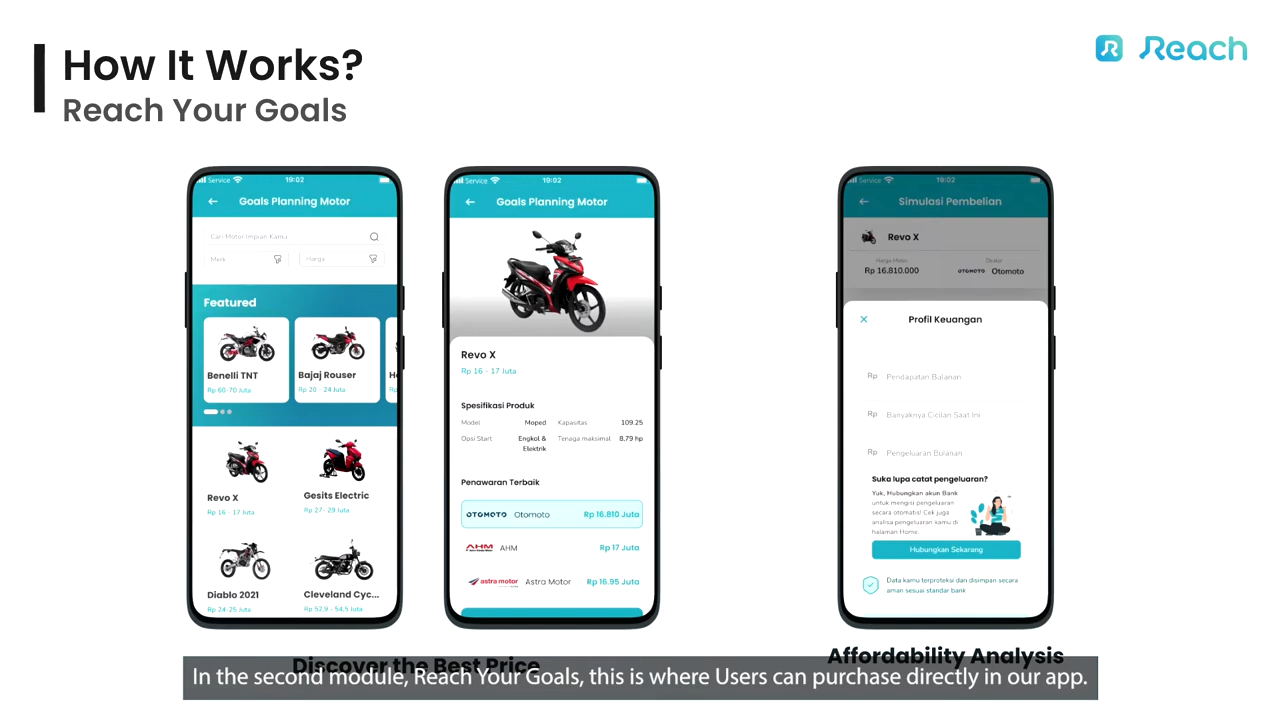 How It Works?
Reach Your Goals
Reach
Service 19:02
Goals Planning Motor
Cari Motor Impian Kamu
Merk Harga
Featured
Benelli TNT
Rp 60-70 Juta
Bajaj Rouser
Rp 20 - 24 Juta
Revo X
Rp 16 - 17 Juta
Gesits Electric
Rp 27- 29 Juta
Diablo 2021
Rp 24-25 Juta
Cleveland Cyc...
Rp 52,9 - 54,5 Juta
Service 19:02
Goals Planning Motor
Revo X
Rp 16 - 17 Juta
Spesifikasi Produk
Model Moped Kapasitas 109.25
Opsi Start Engkol & Tenaga maksimal 8,79 hp
Elektrik
Penawaran Terbaik
OTOMOTO Otomoto Rp 16.810 Juta
AHM AHM Rp 17 Juta
astra motor Astra Motor Rp 16.95 Juta
Discover the Best Price
Service 19:02
Simulasi Pembelian
Revo X
Harga Motor
Rp 16.810.000
Dealer
OTOMOTO Otomoto
Profil Keuangan
Rp Pendapatan Bulanan
Rp Banyaknya Cicilan Saat Ini
Rp Pengeluaran Bulanan
Suka lupa catat pengeluaran?
Yuk, Hubungkan akun Bank
untuk mengisi pengeluaran
secara otomatis! Cek juga
analisa pengeluaran kamu di
halaman Home.
Hubungkan Sekarang
Data kamu terproteksi dan disimpan secara
aman sesuai standar bank
Affordability Analysis
In the second module, Reach Your Goals, this is where Users can purchase directly in our app.